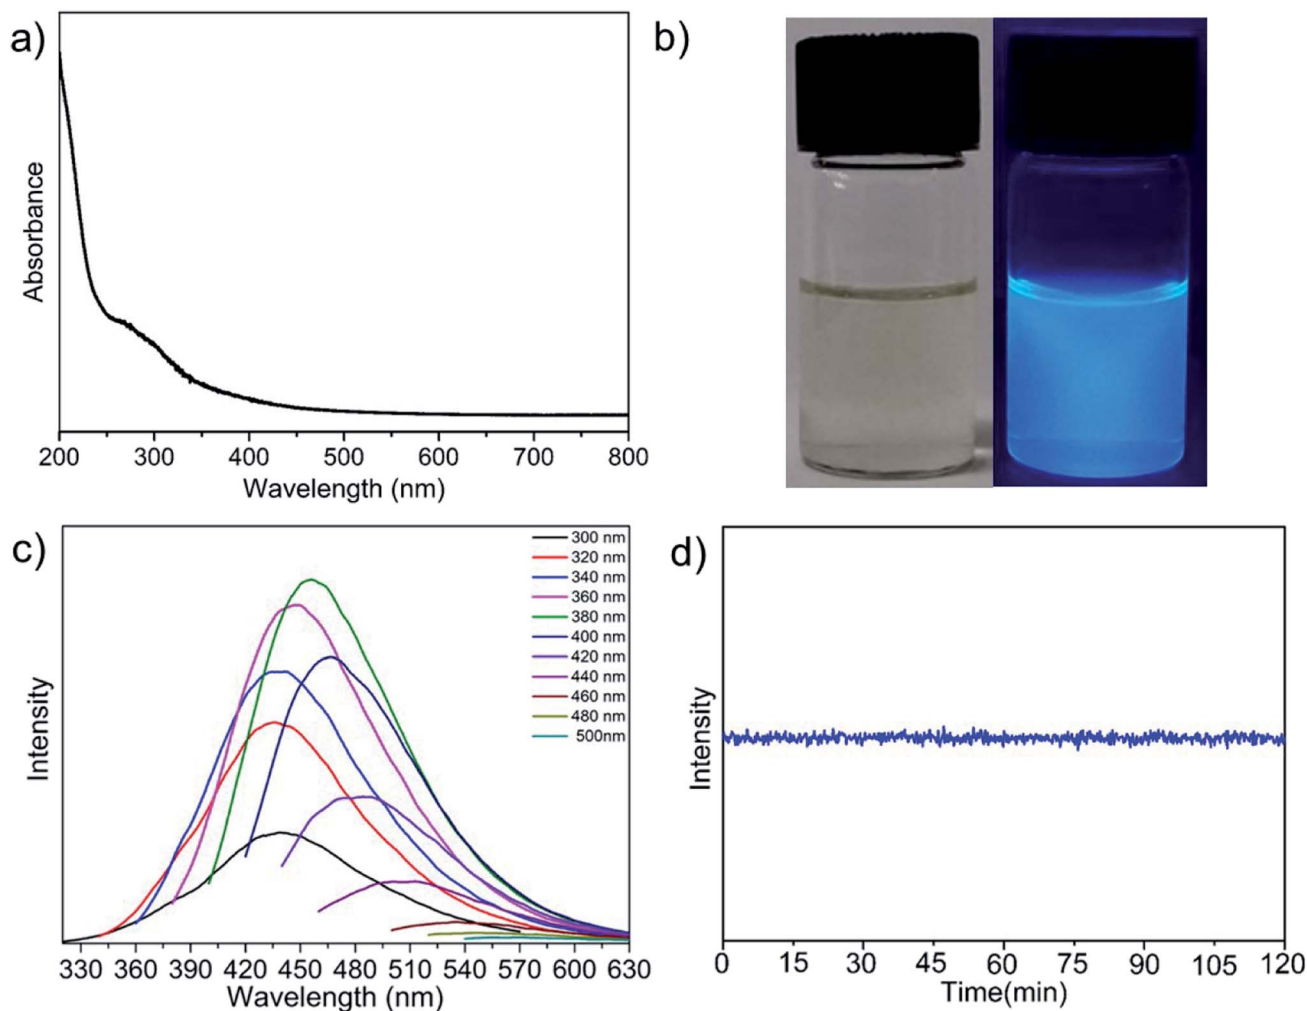 a)
Absorbance
200 300 400 500 600 700 800
Wavelength (nm)
b)
c)
Intensity
300 nm
320 nm
340 nm
360 nm
380 nm
400 nm
420 nm
440 nm
460 nm
480 nm
500nm
330 360 390 420 450 480 510 540 570 600 630
Wavelength (nm)
d)
Intensity
0 15 30 45 60 75 90 105 120
Time(min)